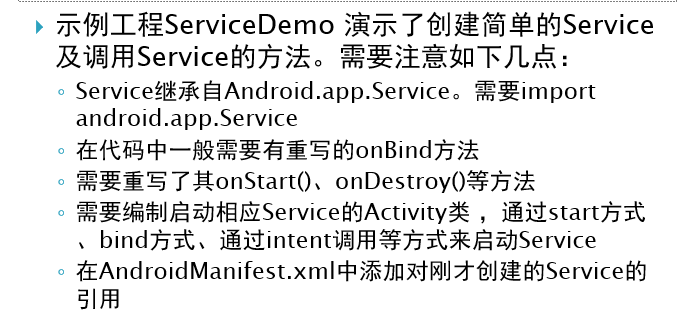 示例工程ServiceDemo 演示了创建简单的Service
及调用Service的方法。需要注意如下几点：
Service继承自Android.app.Service。需要import
android.app.Service
在代码中一般需要有重写的onBind方法
需要重写了其onStart()、onDestroy()等方法
需要编制启动相应Service的Activity类 ，通过start方式
、bind方式、通过intent调用等方式来启动Service
在AndroidManifest.xml中添加对刚才创建的Service的
引用